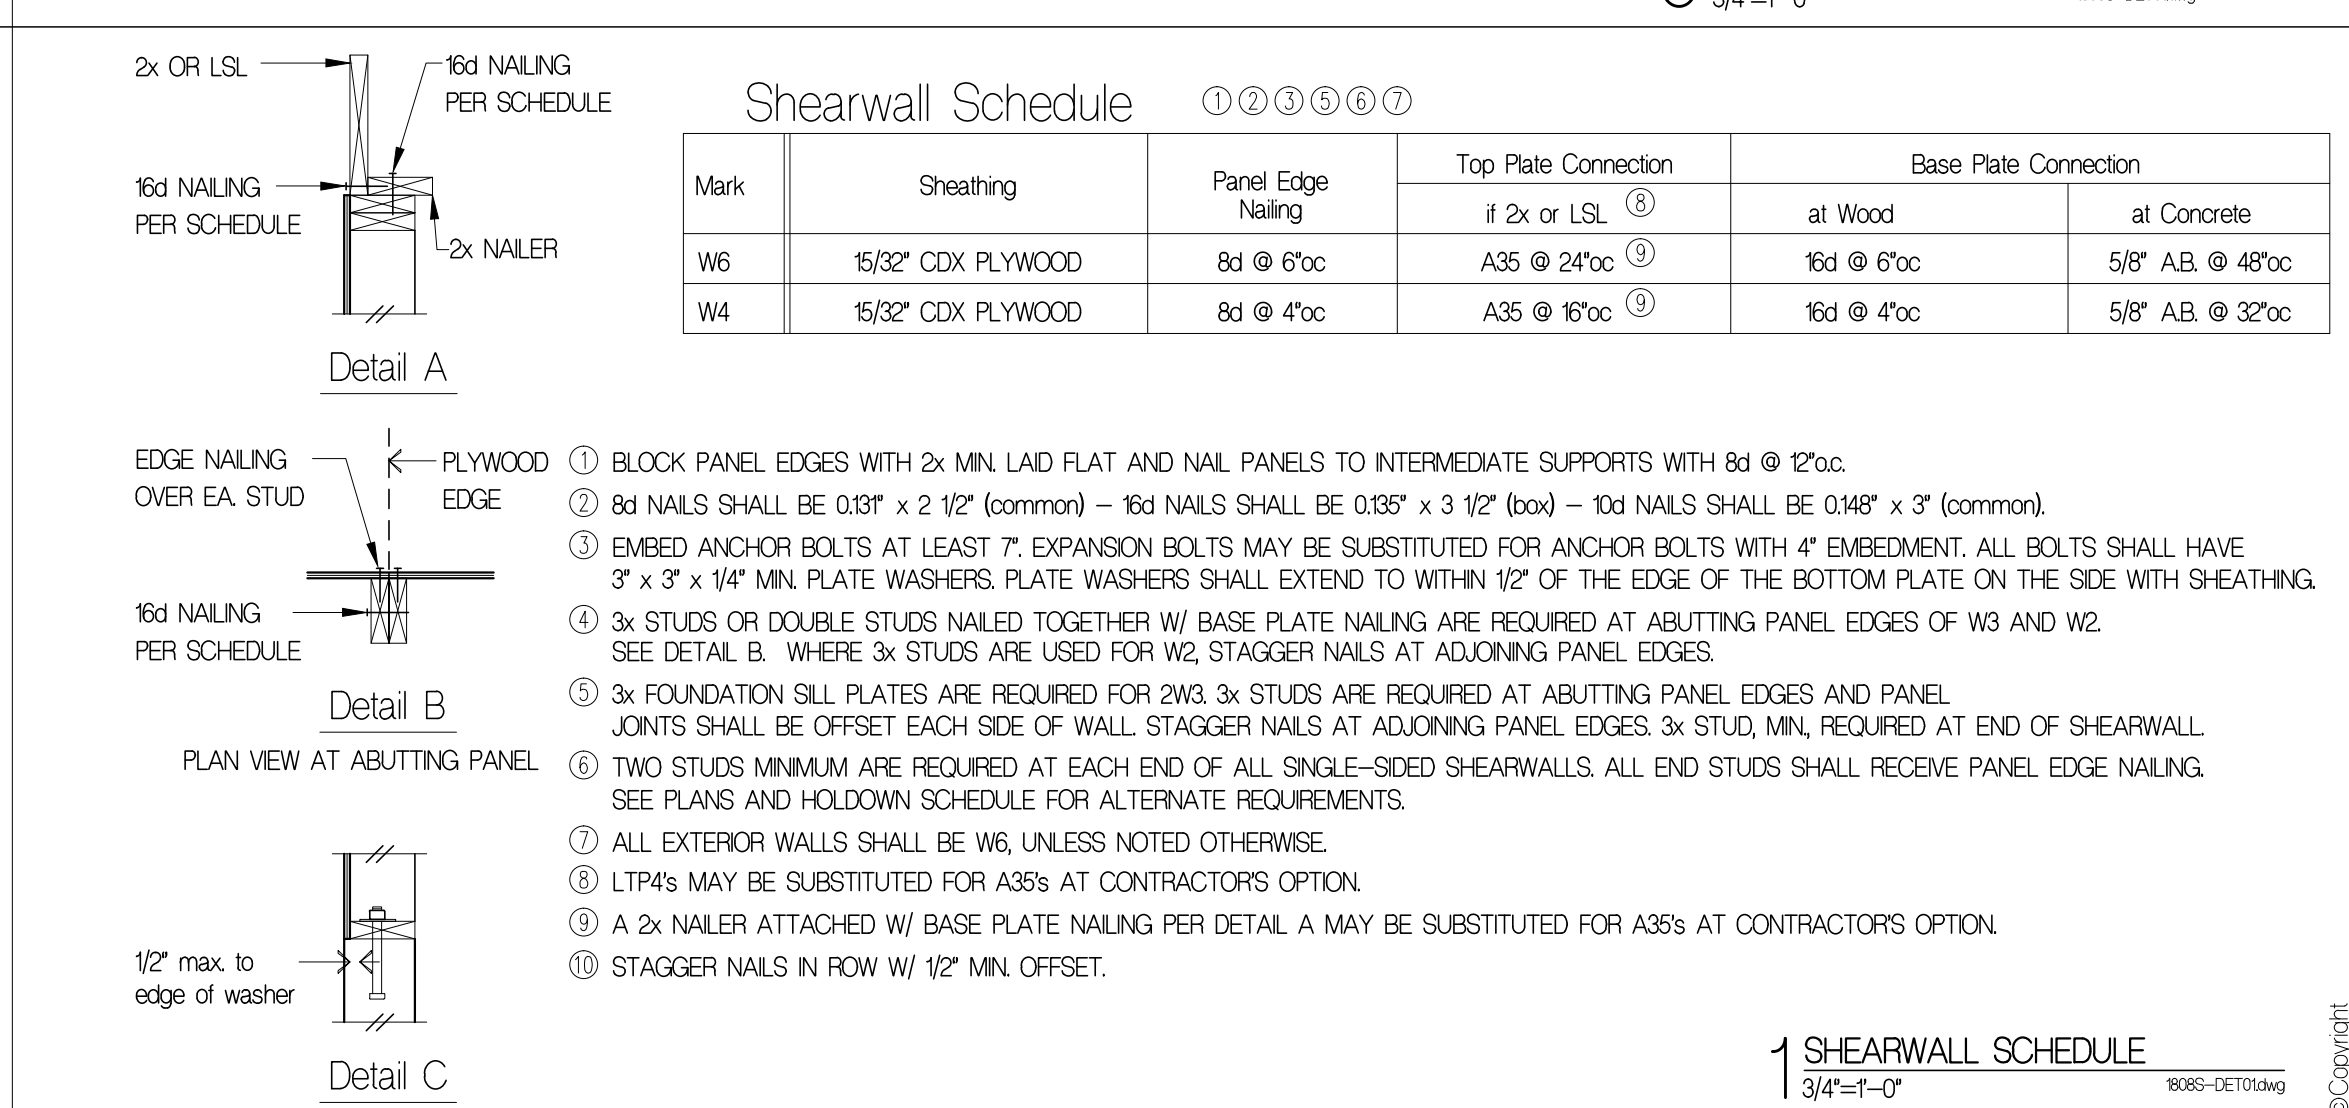 3/4"=1'-0"
2x OR LSL
16d NAILING
PER SCHEDULE
16d NAILING
PER SCHEDULE
2x NAILER
Detail A
Shearwall Schedule ① ② ③ ⑤ ⑥ ⑦
Mark Sheathing Panel Edge Nailing Top Plate Connection Base Plate Connection
if 2x or LSL ⑧ at Wood at Concrete
W6 15/32" CDX PLYWOOD 8d @ 6"oc A35 @ 24"oc ⑨ 16d @ 6"oc 5/8" A.B. @ 48"oc
W4 15/32" CDX PLYWOOD 8d @ 4"oc A35 @ 16"oc ⑨ 16d @ 4"oc 5/8" A.B. @ 32"oc
EDGE NAILING
OVER EA. STUD
PLYWOOD
EDGE
16d NAILING
PER SCHEDULE
Detail B
PLAN VIEW AT ABUTTING PANEL
1/2" max. to
edge of washer
Detail C
① BLOCK PANEL EDGES WITH 2x MIN. LAID FLAT AND NAIL PANELS TO INTERMEDIATE SUPPORTS WITH 8d @ 12"o.c.
② 8d NAILS SHALL BE 0.131" x 2 1/2" (common) – 16d NAILS SHALL BE 0.135" x 3 1/2" (box) – 10d NAILS SHALL BE 0.148" x 3" (common).
③ EMBED ANCHOR BOLTS AT LEAST 7". EXPANSION BOLTS MAY BE SUBSTITUTED FOR ANCHOR BOLTS WITH 4" EMBEDMENT. ALL BOLTS SHALL HAVE
3" x 3" x 1/4" MIN. PLATE WASHERS. PLATE WASHERS SHALL EXTEND TO WITHIN 1/2" OF THE EDGE OF THE BOTTOM PLATE ON THE SIDE WITH SHEATHING.
④ 3x STUDS OR DOUBLE STUDS NAILED TOGETHER W/ BASE PLATE NAILING ARE REQUIRED AT ABUTTING PANEL EDGES OF W3 AND W2.
SEE DETAIL B. WHERE 3x STUDS ARE USED FOR W2, STAGGER NAILS AT ADJOINING PANEL EDGES.
⑤ 3x FOUNDATION SILL PLATES ARE REQUIRED FOR 2W3. 3x STUDS ARE REQUIRED AT ABUTTING PANEL EDGES AND PANEL
JOINTS SHALL BE OFFSET EACH SIDE OF WALL. STAGGER NAILS AT ADJOINING PANEL EDGES. 3x STUD, MIN., REQUIRED AT END OF SHEARWALL.
⑥ TWO STUDS MINIMUM ARE REQUIRED AT EACH END OF ALL SINGLE–SIDED SHEARWALLS. ALL END STUDS SHALL RECEIVE PANEL EDGE NAILING.
SEE PLANS AND HOLDOWN SCHEDULE FOR ALTERNATE REQUIREMENTS.
⑦ ALL EXTERIOR WALLS SHALL BE W6, UNLESS NOTED OTHERWISE.
⑧ LTP4's MAY BE SUBSTITUTED FOR A35's AT CONTRACTOR'S OPTION.
⑨ A 2x NAILER ATTACHED W/ BASE PLATE NAILING PER DETAIL A MAY BE SUBSTITUTED FOR A35's AT CONTRACTOR'S OPTION.
⑩ STAGGER NAILS IN ROW W/ 1/2" MIN. OFFSET.
1 SHEARWALL SCHEDULE
3/4"=1'–0" 1808S–DET01.dwg
©Copyright